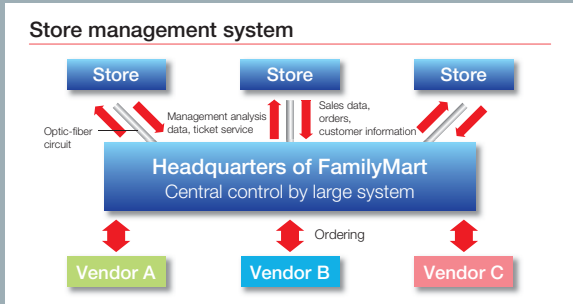 Store management system
Store
Store
Store
Optic-fiber
circuit
Management analysis
data, ticket service
Sales data,
orders,
customer information
Headquarters of FamilyMart
Central control by large system
Ordering
Vendor A
Vendor B
Vendor C